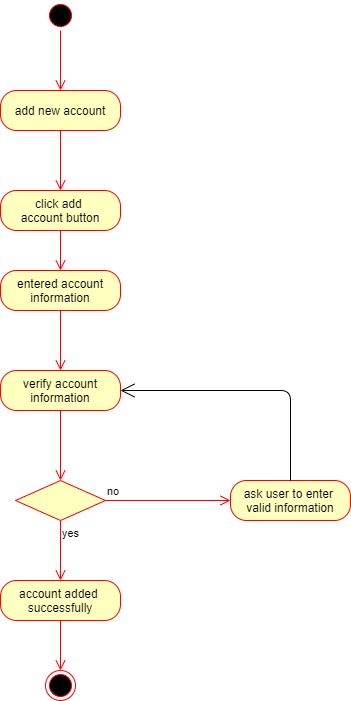 add new account
click add
account button
entered account
information
verify account
information
no
ask user to enter
valid information
yes
account added
successfully